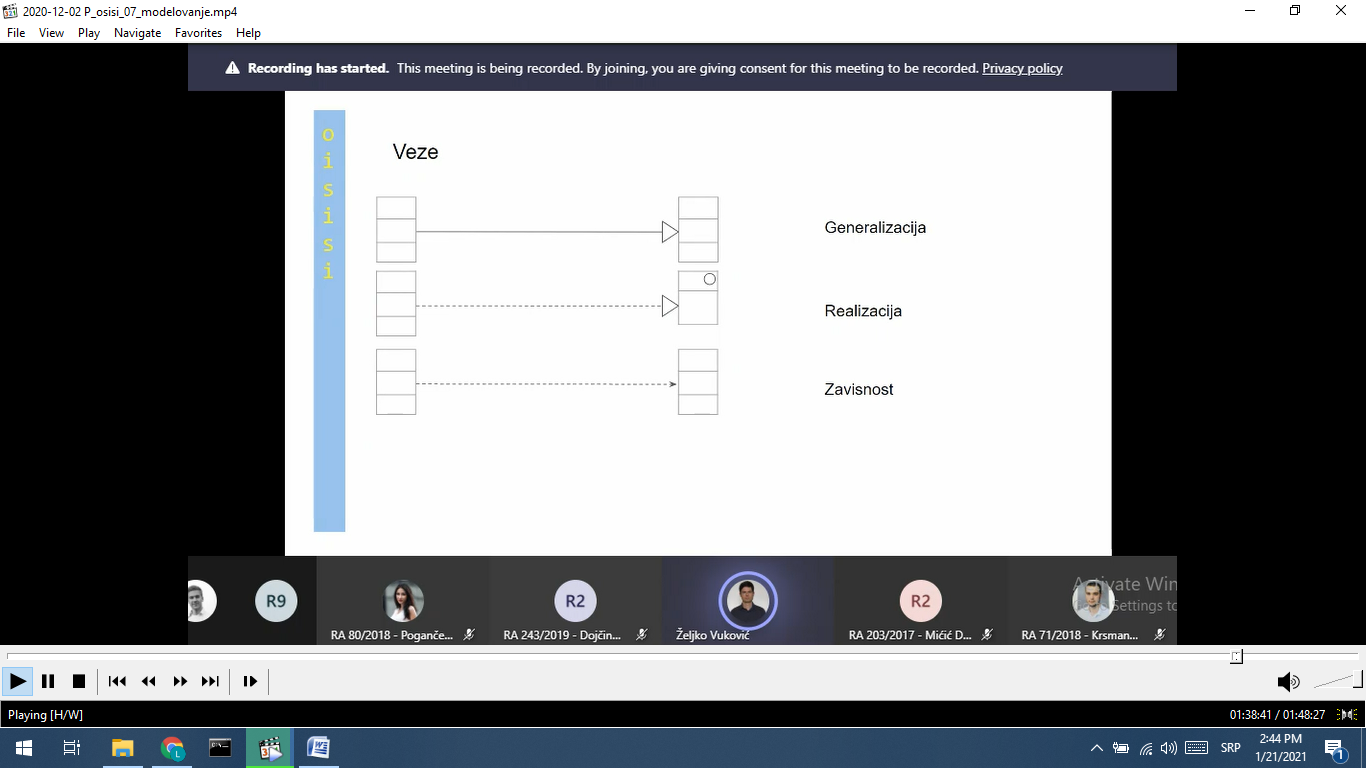 2020-12-02 P_osisi_07_modelovanje.mp4
File View Play Navigate Favorites Help
Recording has started. This meeting is being recorded. By joining, you are giving consent for this meeting to be recorded. Privacy policy
o
i
s
i
s
i
Veze
Generalizacija
Realizacija
Zavisnost
R9
R2
R2
Activate Win
Settings to
RA 80/2018 - Poganče...
RA 243/2019 - Dojčin...
Željko Vuković
RA 203/2017 - Mićić D...
RA 71/2018 - Krsman...
Playing [H/W]
01:38:41 / 01:48:27
SRP
2:44 PM
1/21/2021
1